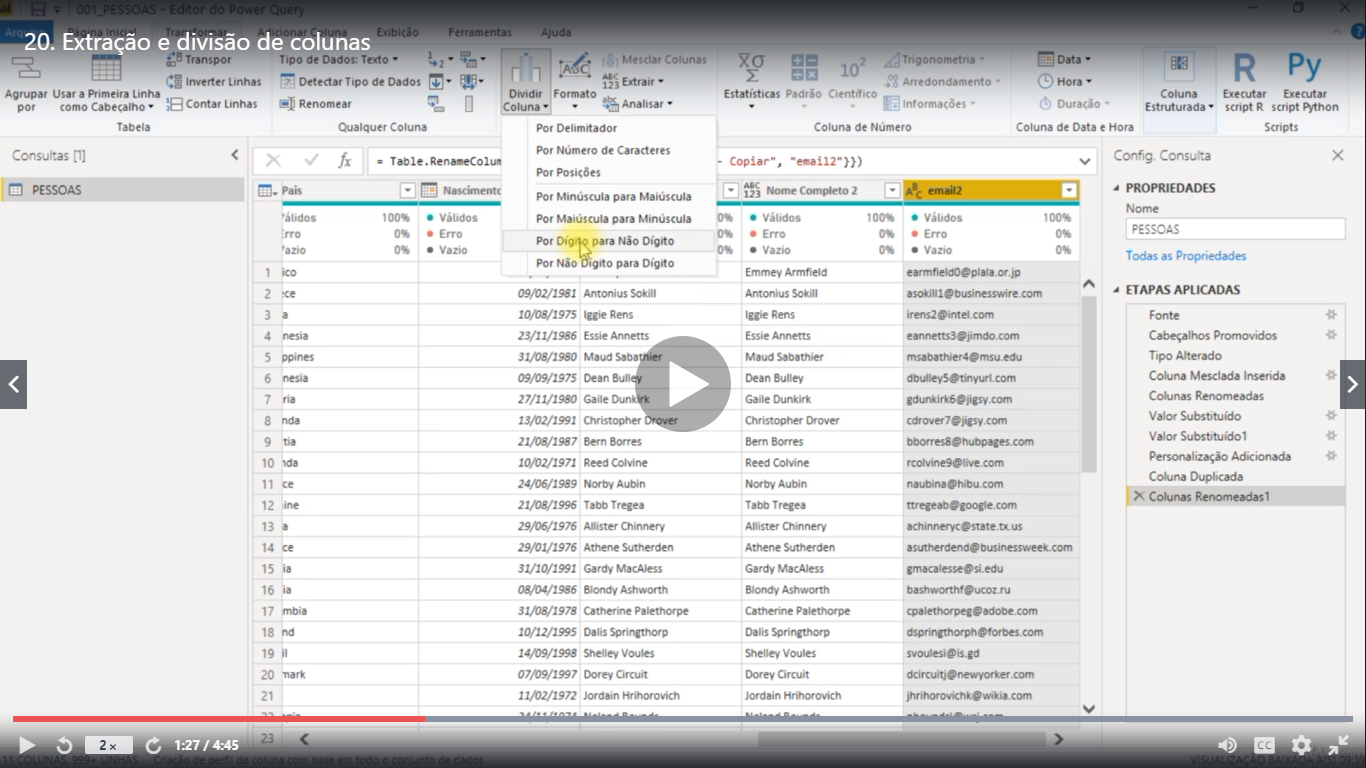 001_PESSOAS - Editor do Power Query
20. Extração e divisão de colunas
Arquivo Página Inicial Transformar Adicionar Coluna Exibição Ferramentas Ajuda
Agrupar por
Usar a Primeira Linha como Cabeçalho
Transpor
Inverter Linhas
Contar Linhas
Tabela
Tipo de Dados: Texto
Detectar Tipo de Dados
Renomear
Qualquer Coluna
Dividir Coluna
Formato
Mesclar Colunas
Extrair
Analisar
Estatísticas
Padrão
Científico
Trigonometria
Arredondamento
Informações
Coluna de Número
Data
Hora
Duração
Coluna de Data e Hora
Coluna Estruturada
Executar script R
Executar script Python
Scripts
Por Delimitador
Por Número de Caracteres
Por Posições
Por Minúscula para Maiúscula
Por Maiúscula para Minúscula
Por Dígito para Não Dígito
Por Não Dígito para Dígito
Consultas [1]
PESSOAS
= Table.RenameColum - Copiar", "email2"}})
Pais Nascimento Nome Completo 2 email2
Válidos 100% Válidos 0% Válidos 100% Válidos 100%
Erro 0% Erro 0% Erro 0% Erro 0%
Vazio 0% Vazio 0% Vazio 0% Vazio 0%
1 ico Emmey Armfield earmfield0@plala.or.jp
2 ece 09/02/1981 Antonius Sokill Antonius Sokill asokill1@businesswire.com
3 a 10/08/1975 Iggie Rens Iggie Rens irens2@intel.com
4 nesia 23/11/1986 Essie Annetts Essie Annetts eannetts3@jimdo.com
5 ppines 31/08/1980 Maud Sabathier Maud Sabathier msabathier4@msu.edu
6 nesia 09/09/1975 Dean Bulley Dean Bulley dbulley5@tinyurl.com
7 ria 27/11/1980 Gaile Dunkirk Gaile Dunkirk gdunkirk6@jigsy.com
8 nda 13/02/1991 Christopher Drover Christopher Drover cdrover7@jigsy.com
9 tia 21/08/1987 Bern Borres Bern Borres bborres8@hubpages.com
10 nda 10/02/1971 Reed Colvine Reed Colvine rcolvine9@live.com
11 ce 24/06/1989 Norby Aubin Norby Aubin naubina@hibu.com
12 ine 21/08/1996 Tabb Tregea Tabb Tregea ttregeab@google.com
13 a 29/06/1976 Allister Chinnery Allister Chinnery achinneryc@state.tx.us
14 ce 29/01/1976 Athene Sutherden Athene Sutherden asutherdend@businessweek.com
15 ia 31/10/1991 Gardy MacAless Gardy MacAless gmacalesse@si.edu
16 ia 08/04/1986 Blondy Ashworth Blondy Ashworth bashworthf@ucoz.ru
17 mbia 31/08/1978 Catherine Palethorpe Catherine Palethorpe cpalethorpeg@adobe.com
18 nd 10/12/1995 Dalis Springthorp Dalis Springthorp dspringthorph@forbes.com
19 il 14/09/1998 Shelley Voules Shelley Voules svoulesi@is.gd
20 mark 07/09/1997 Dorey Circuit Dorey Circuit dcircuitj@newyorker.com
21 11/02/1972 Jordain Hrihorovich Jordain Hrihorovich jhrihorovichk@wikia.com
23
Config. Consulta
PROPRIEDADES
Nome
PESSOAS
Todas as Propriedades
ETAPAS APLICADAS
Fonte
Cabeçalhos Promovidos
Tipo Alterado
Coluna Mesclada Inserida
Colunas Renomeadas
Valor Substituído
Valor Substituído1
Personalização Adicionada
Coluna Duplicada
Colunas Renomeadas1
2× 1:27 / 4:45 CC
11 COLUNAS, 999+ LINHAS Criação de perfil de coluna com base em todo o conjunto de dados